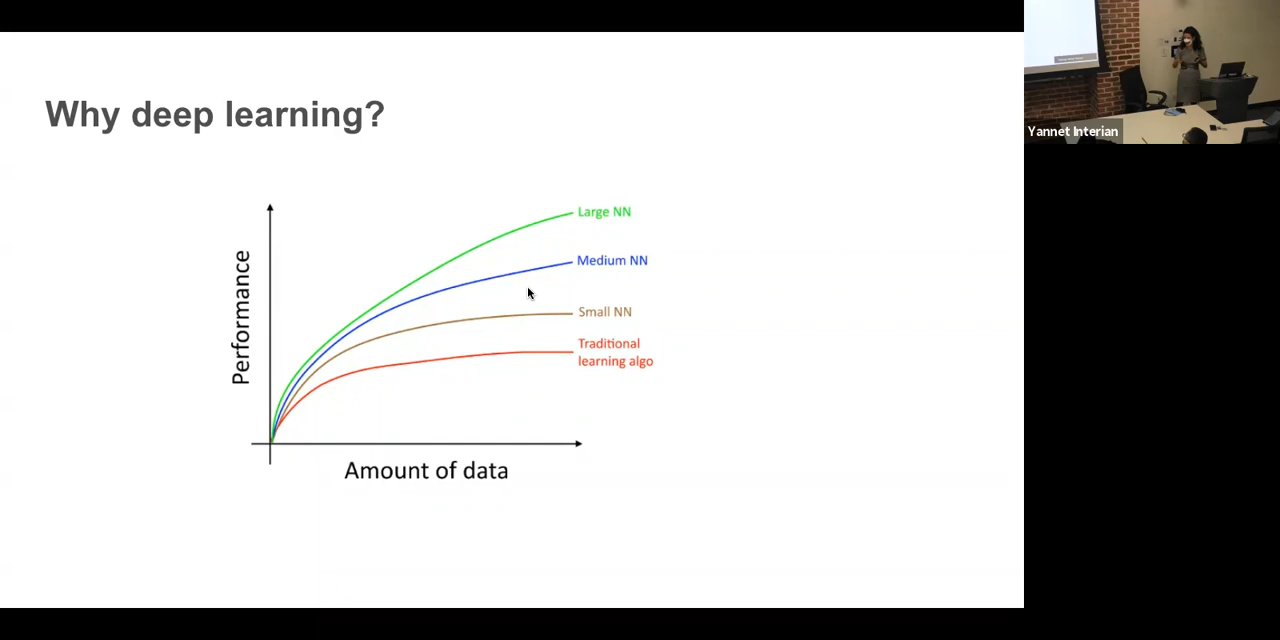 Why deep learning?
Large NN
Medium NN
Small NN
Traditional
learning algo
Performance
Amount of data
Yannet Interian